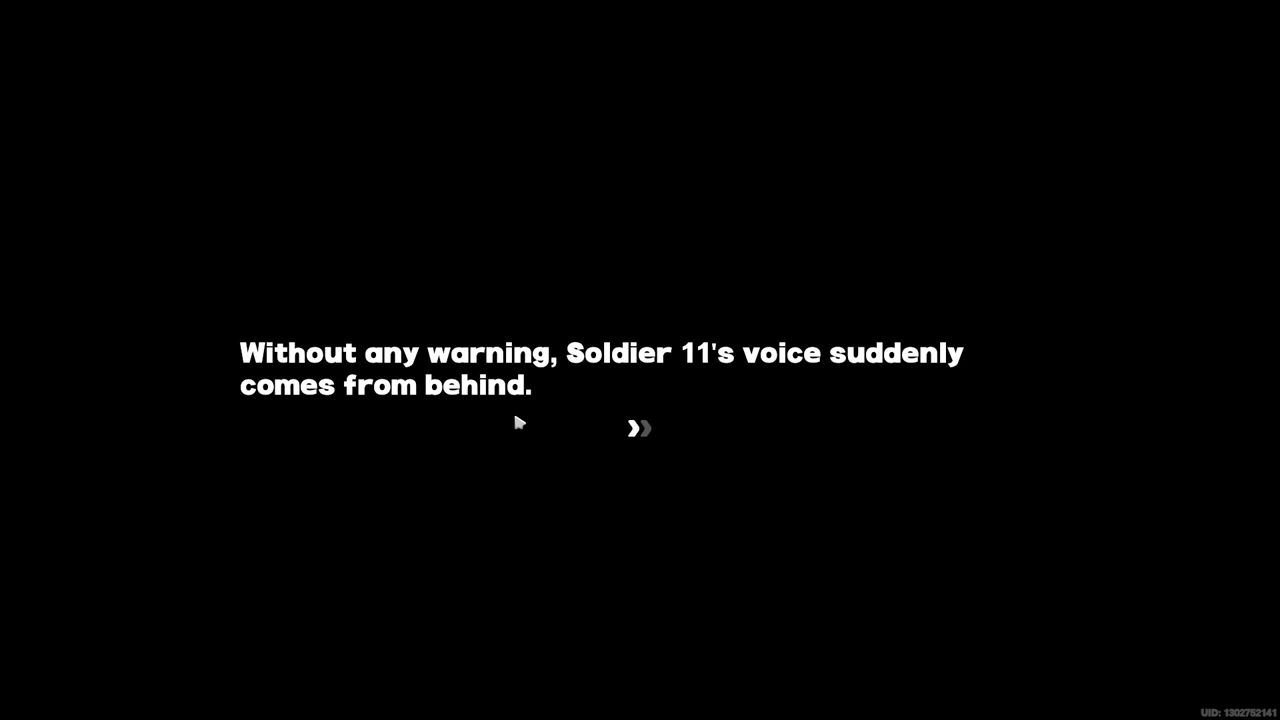 Without any warning, Soldier 11's voice suddenly
comes from behind.
UID: 1302752141